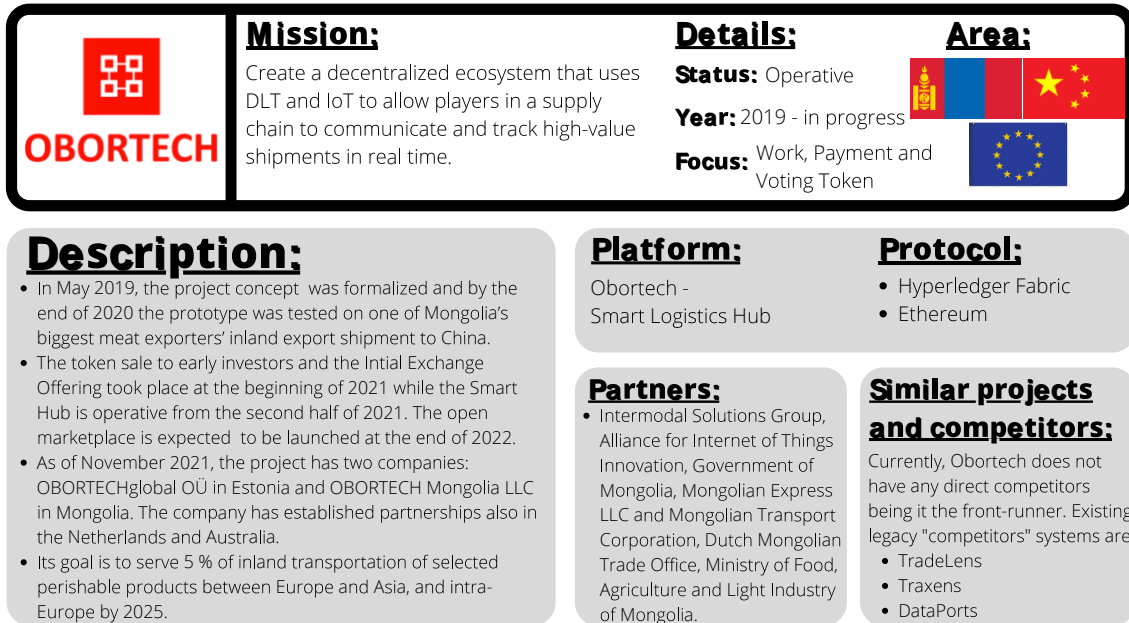 OBORTECH
Mission:
Create a decentralized ecosystem that uses
DLT and IoT to allow players in a supply
chain to communicate and track high-value
shipments in real time.
Details:
Status: Operative
Year: 2019 - in progress
Focus: Work, Payment and
Voting Token
Area:
Description:
• In May 2019, the project concept was formalized and by the
end of 2020 the prototype was tested on one of Mongolia's
biggest meat exporters' inland export shipment to China.
• The token sale to early investors and the Intial Exchange
Offering took place at the beginning of 2021 while the Smart
Hub is operative from the second half of 2021. The open
marketplace is expected to be launched at the end of 2022.
• As of November 2021, the project has two companies:
OBORTECHglobal OÜ in Estonia and OBORTECH Mongolia LLC
in Mongolia. The company has established partnerships also in
the Netherlands and Australia.
• Its goal is to serve 5 % of inland transportation of selected
perishable products between Europe and Asia, and intra-
Europe by 2025.
Platform:
Obortech -
Smart Logistics Hub
Protocol:
• Hyperledger Fabric
• Ethereum
Partners:
• Intermodal Solutions Group,
Alliance for Internet of Things
Innovation, Government of
Mongolia, Mongolian Express
LLC and Mongolian Transport
Corporation, Dutch Mongolian
Trade Office, Ministry of Food,
Agriculture and Light Industry
of Mongolia.
Similar projects
and competitors:
Currently, Obortech does not
have any direct competitors
being it the front-runner. Existing
legacy "competitors" systems are
• TradeLens
• Traxens
• DataPorts